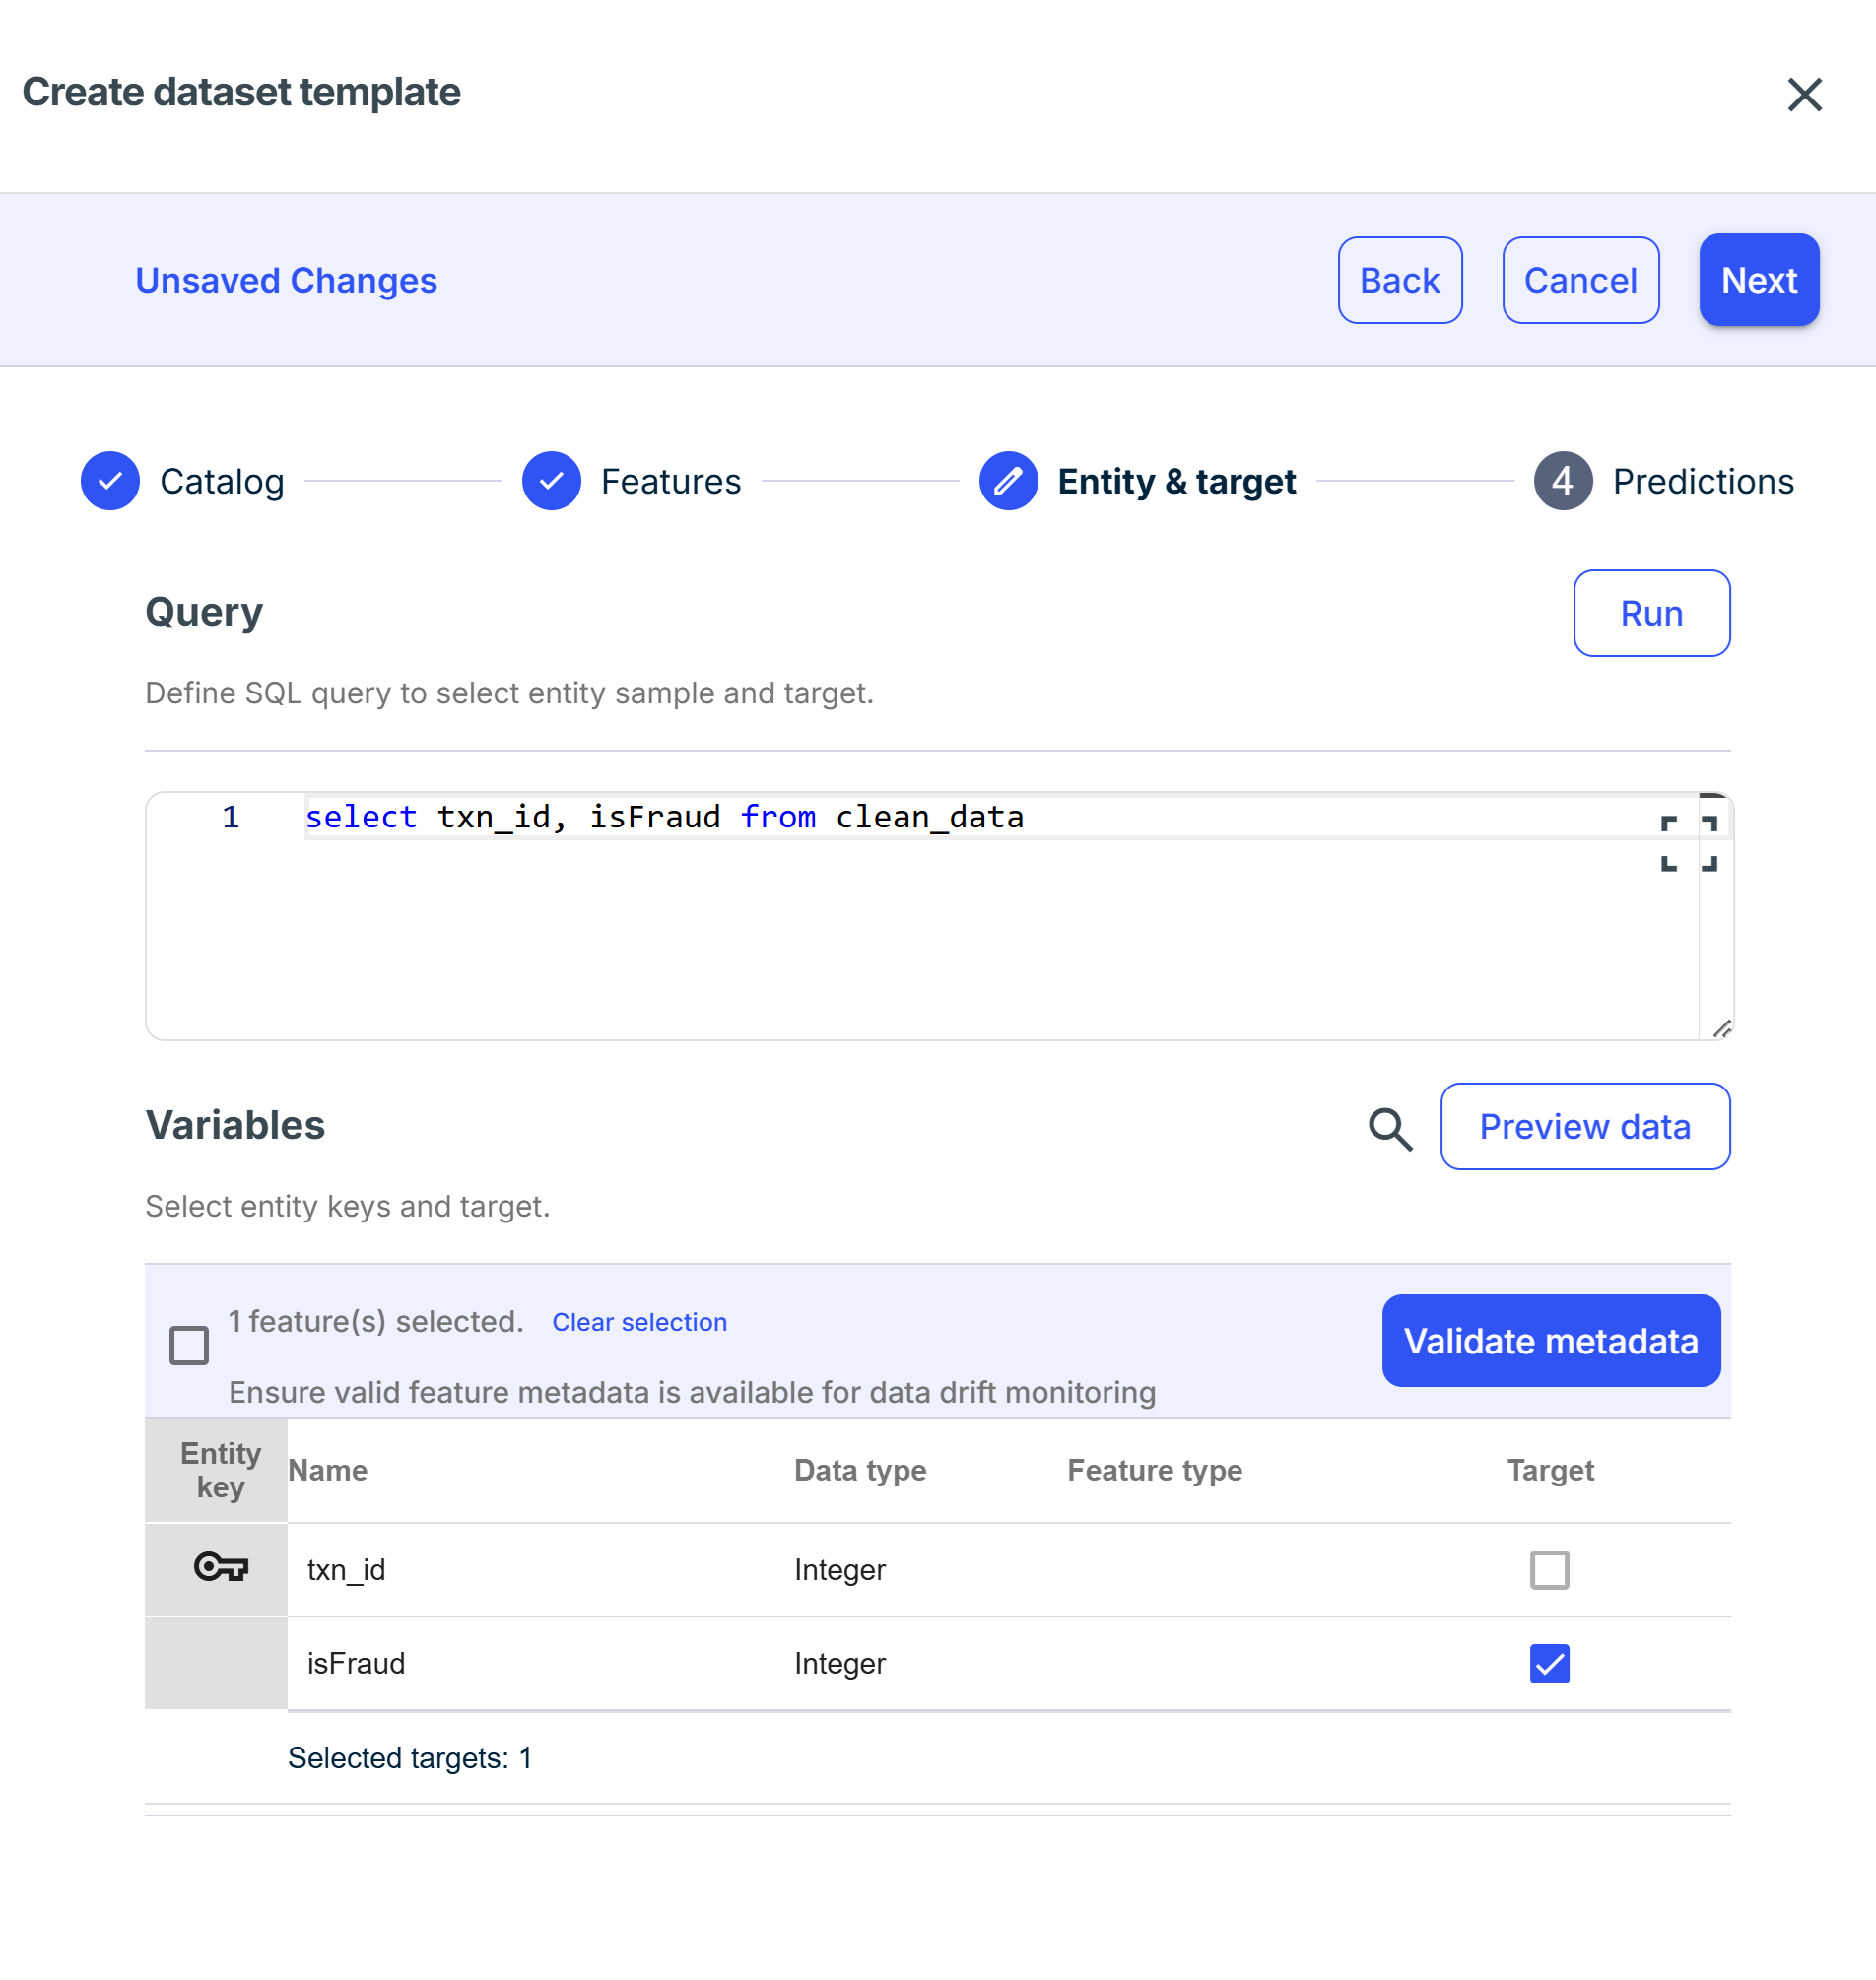 Create dataset template
Unsaved Changes
Back
Cancel
Next
Catalog
Features
Entity & target
4
Predictions
Query
Run
Define SQL query to select entity sample and target.
1
select txn_id, isFraud from clean_data
Variables
Preview data
Select entity keys and target.
1 feature(s) selected.
Clear selection
Validate metadata
Ensure valid feature metadata is available for data drift monitoring
Entity
key
Name
Data type
Feature type
Target
txn_id
Integer
isFraud
Integer
Selected targets: 1